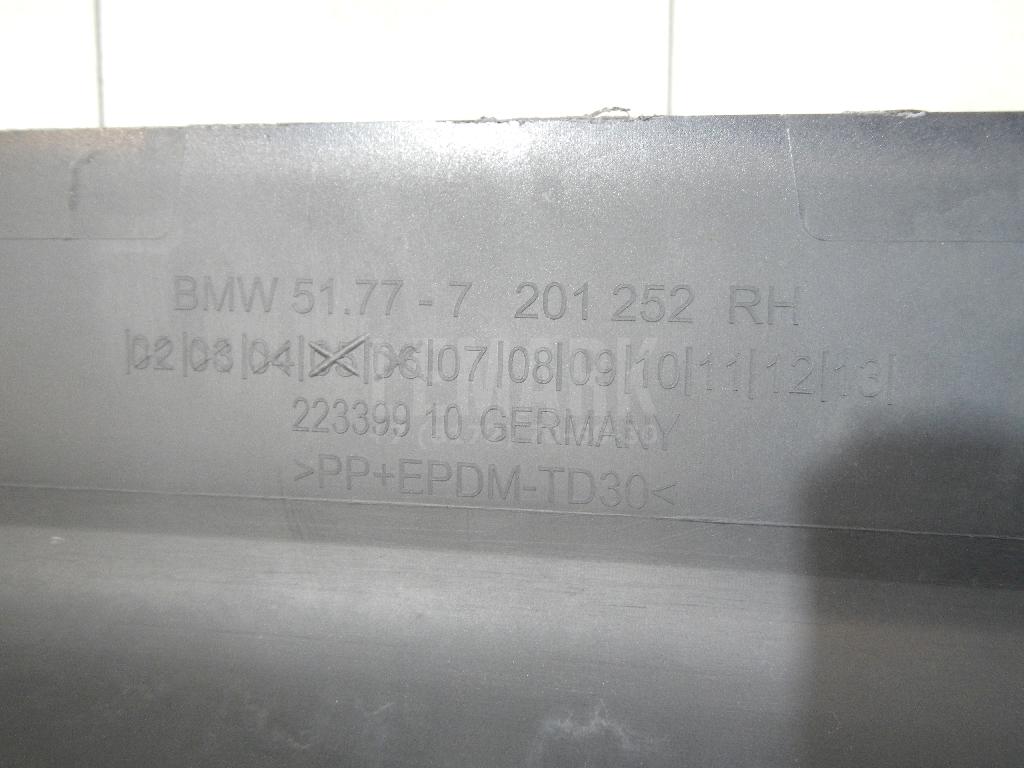 BMW 51.77 - 7 201 252 RH
|02|03|04|05|06|07|08|09|10|11|12|13|
223399 10 GERMANY
>PP+EPDM-TD30<